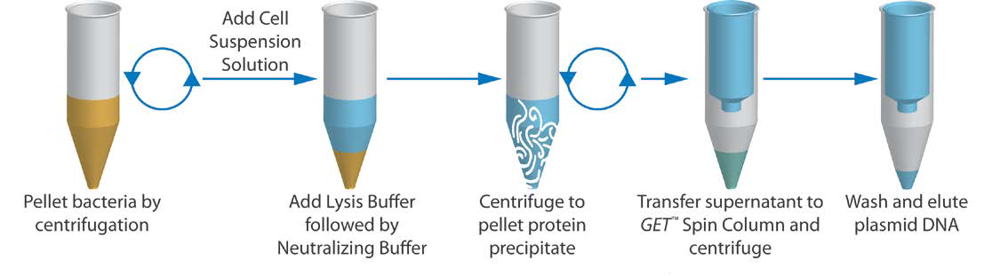 Add Cell
Suspension
Solution
Pellet bacteria by
centrifugation
Add Lysis Buffer
followed by
Neutralizing Buffer
Centrifuge to
pellet protein
precipitate
Transfer supernatant to
GET™ Spin Column and
centrifuge
Wash and elute
plasmid DNA